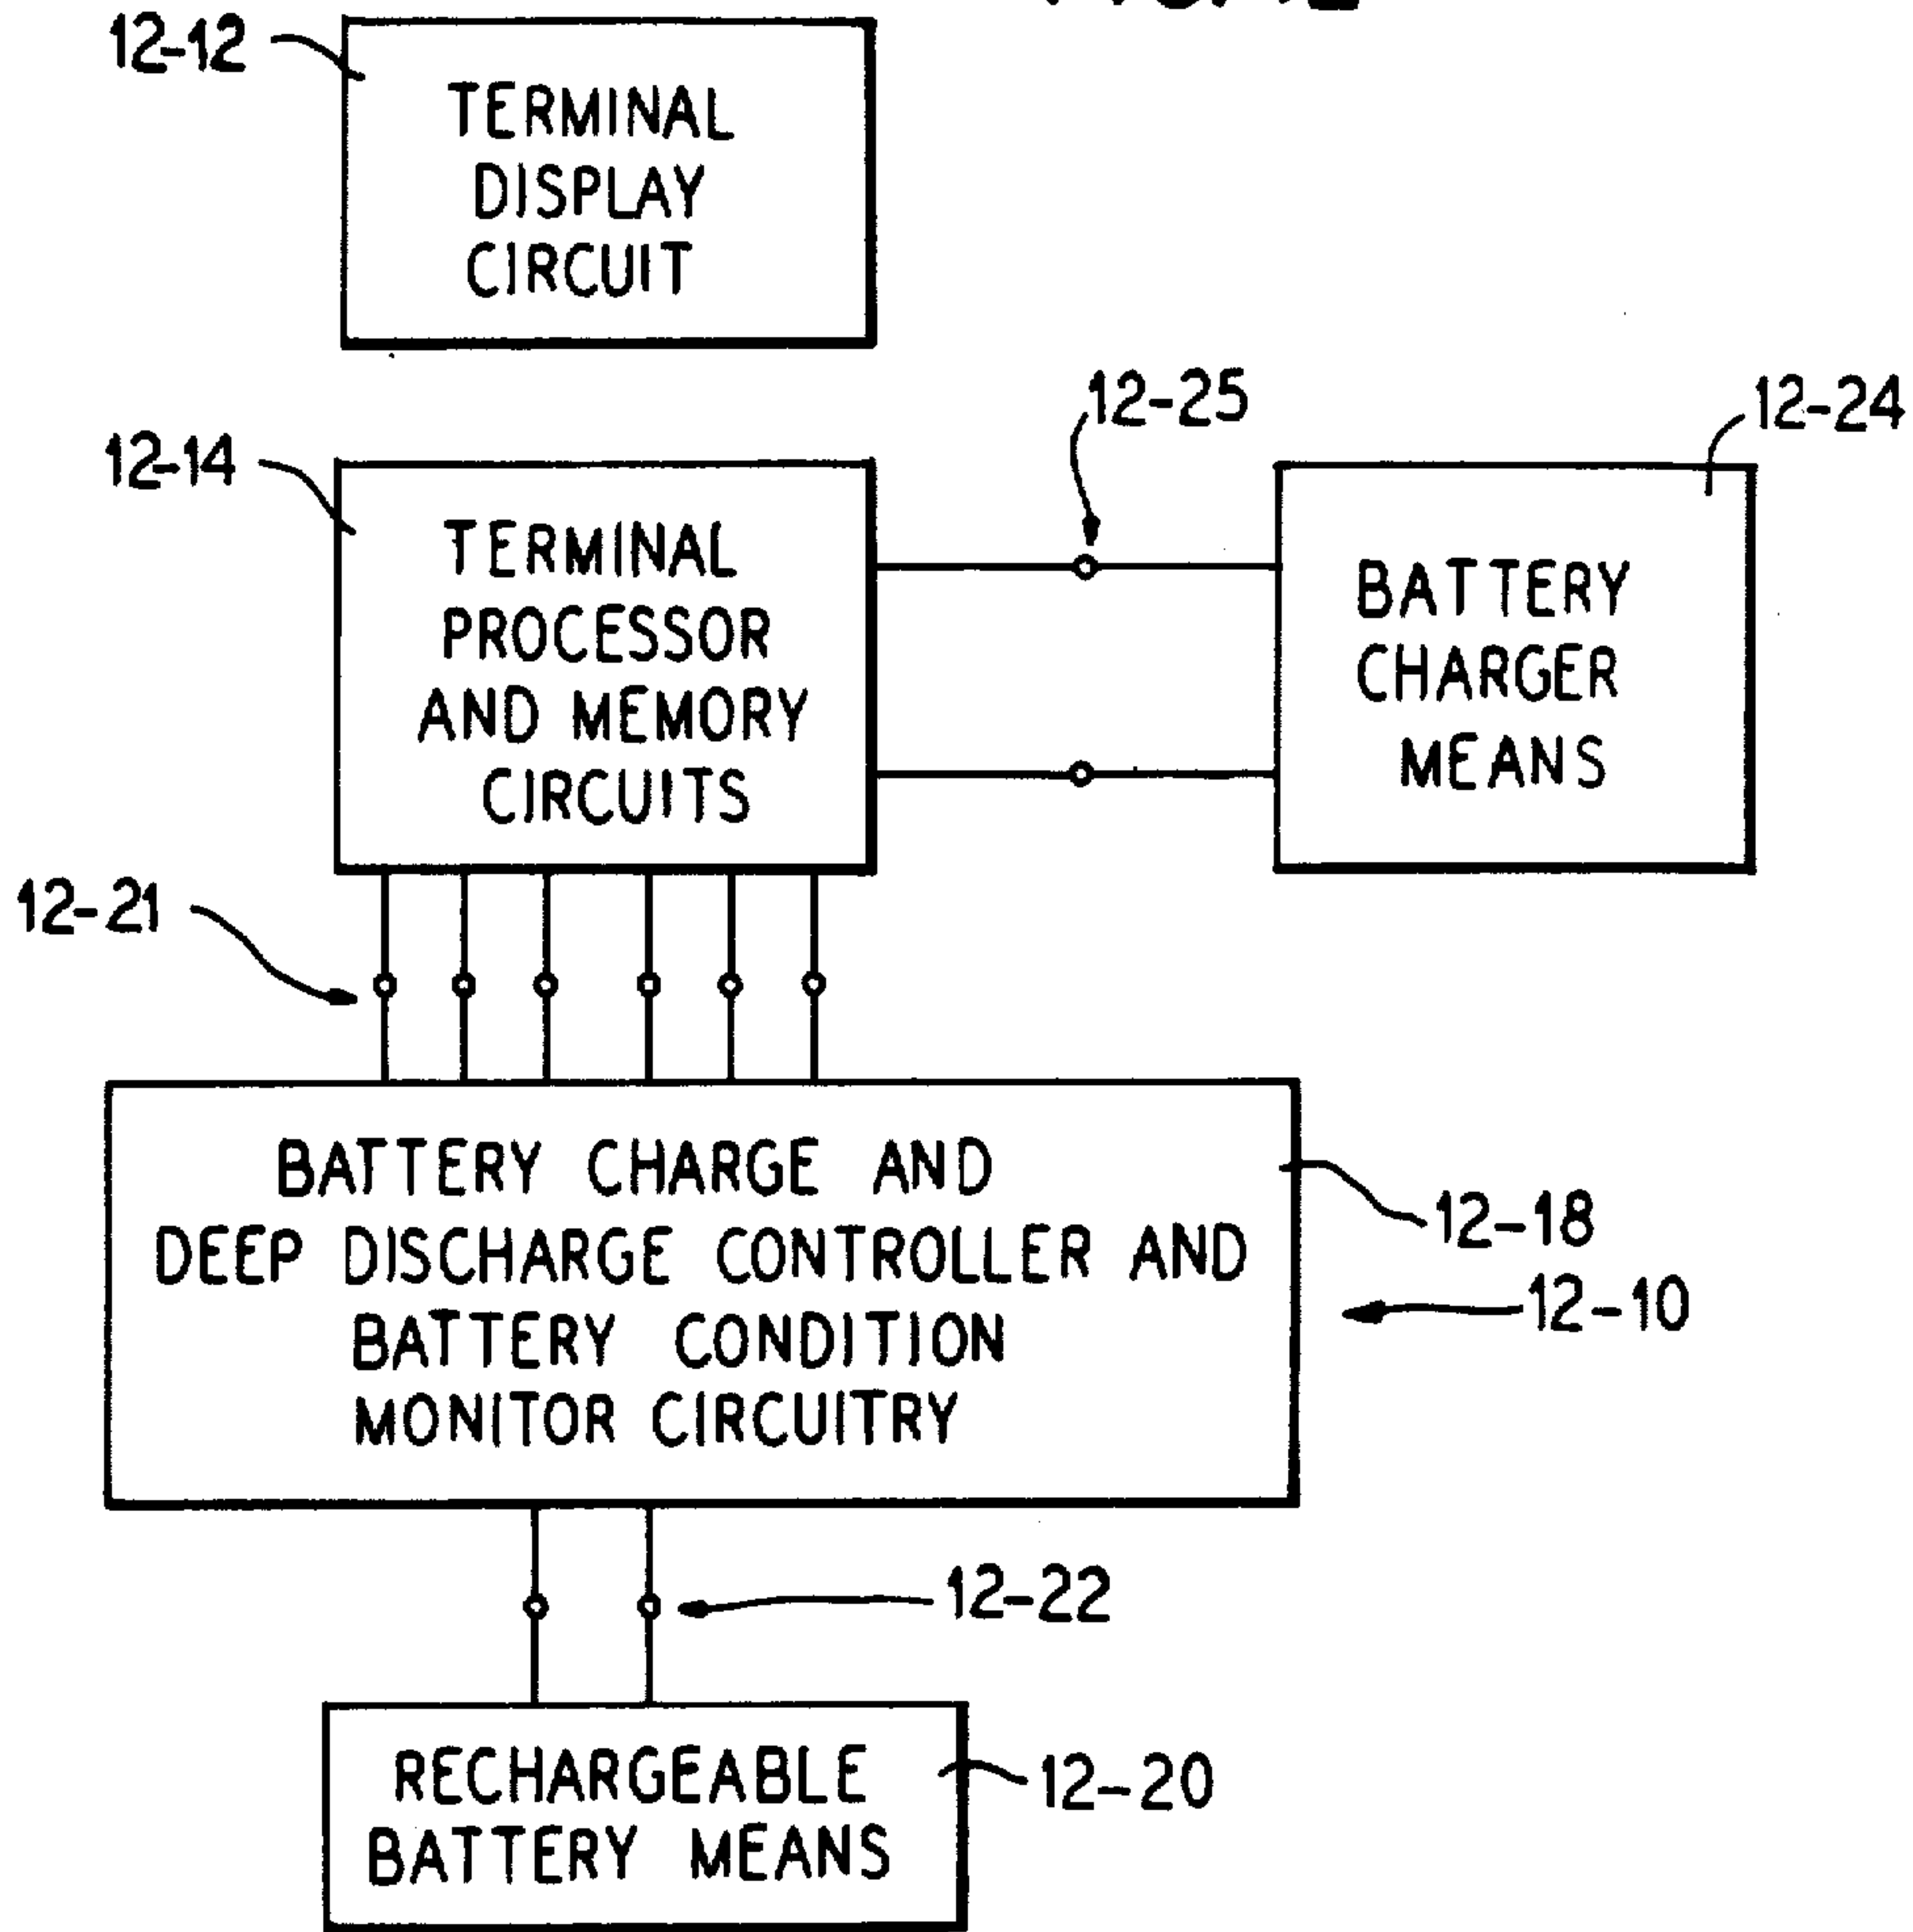 12-12
TERMINAL
DISPLAY
CIRCUIT
12-25
12-24
12-14
TERMINAL
PROCESSOR
AND MEMORY
CIRCUITS
BATTERY
CHARGER
MEANS
12-21
BATTERY CHARGE AND
DEEP DISCHARGE CONTROLLER AND
BATTERY CONDITION
MONITOR CIRCUITRY
12-18
12-10
12-22
RECHARGEABLE
BATTERY MEANS
12-20